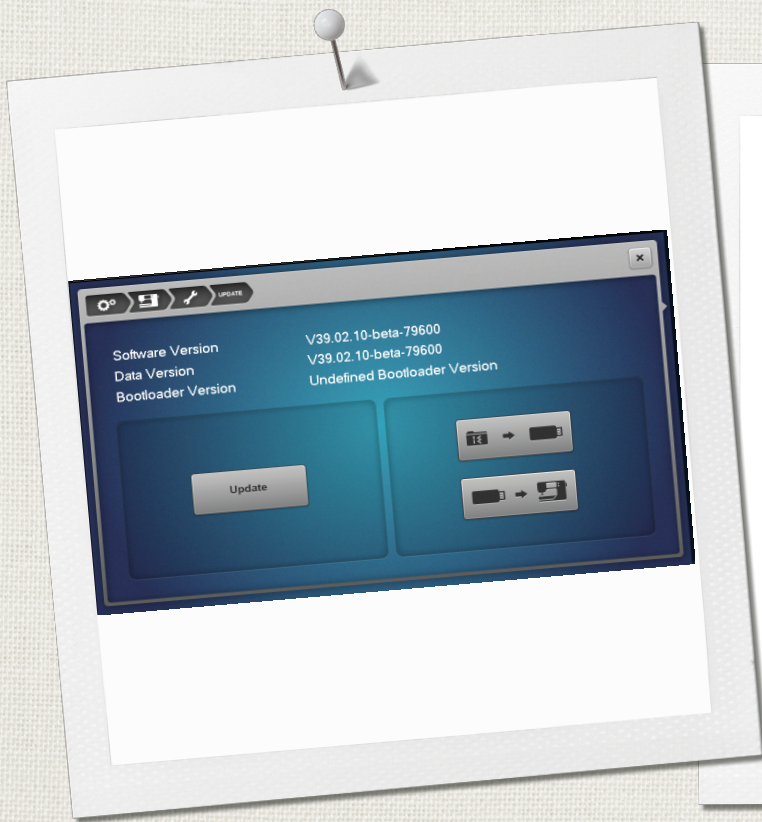 UPDATE
Software Version V39.02.10-beta-79600
Data Version V39.02.10-beta-79600
Bootloader Version Undefined Bootloader Version
Update